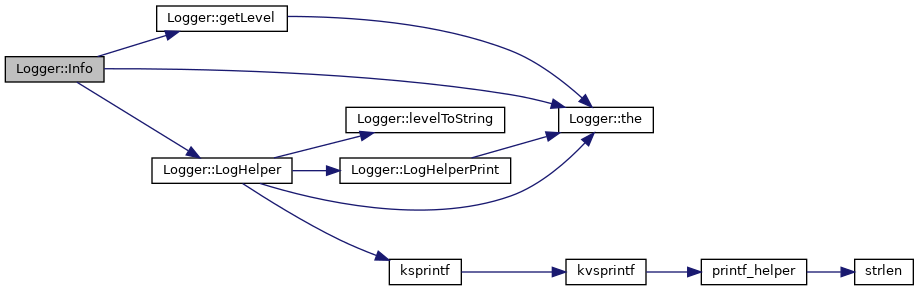 Logger::getLevel
Logger::Info
Logger::the
Logger::levelToString
Logger::LogHelper
Logger::LogHelperPrint
ksprintf
kvsprintf
printf_helper
strlen